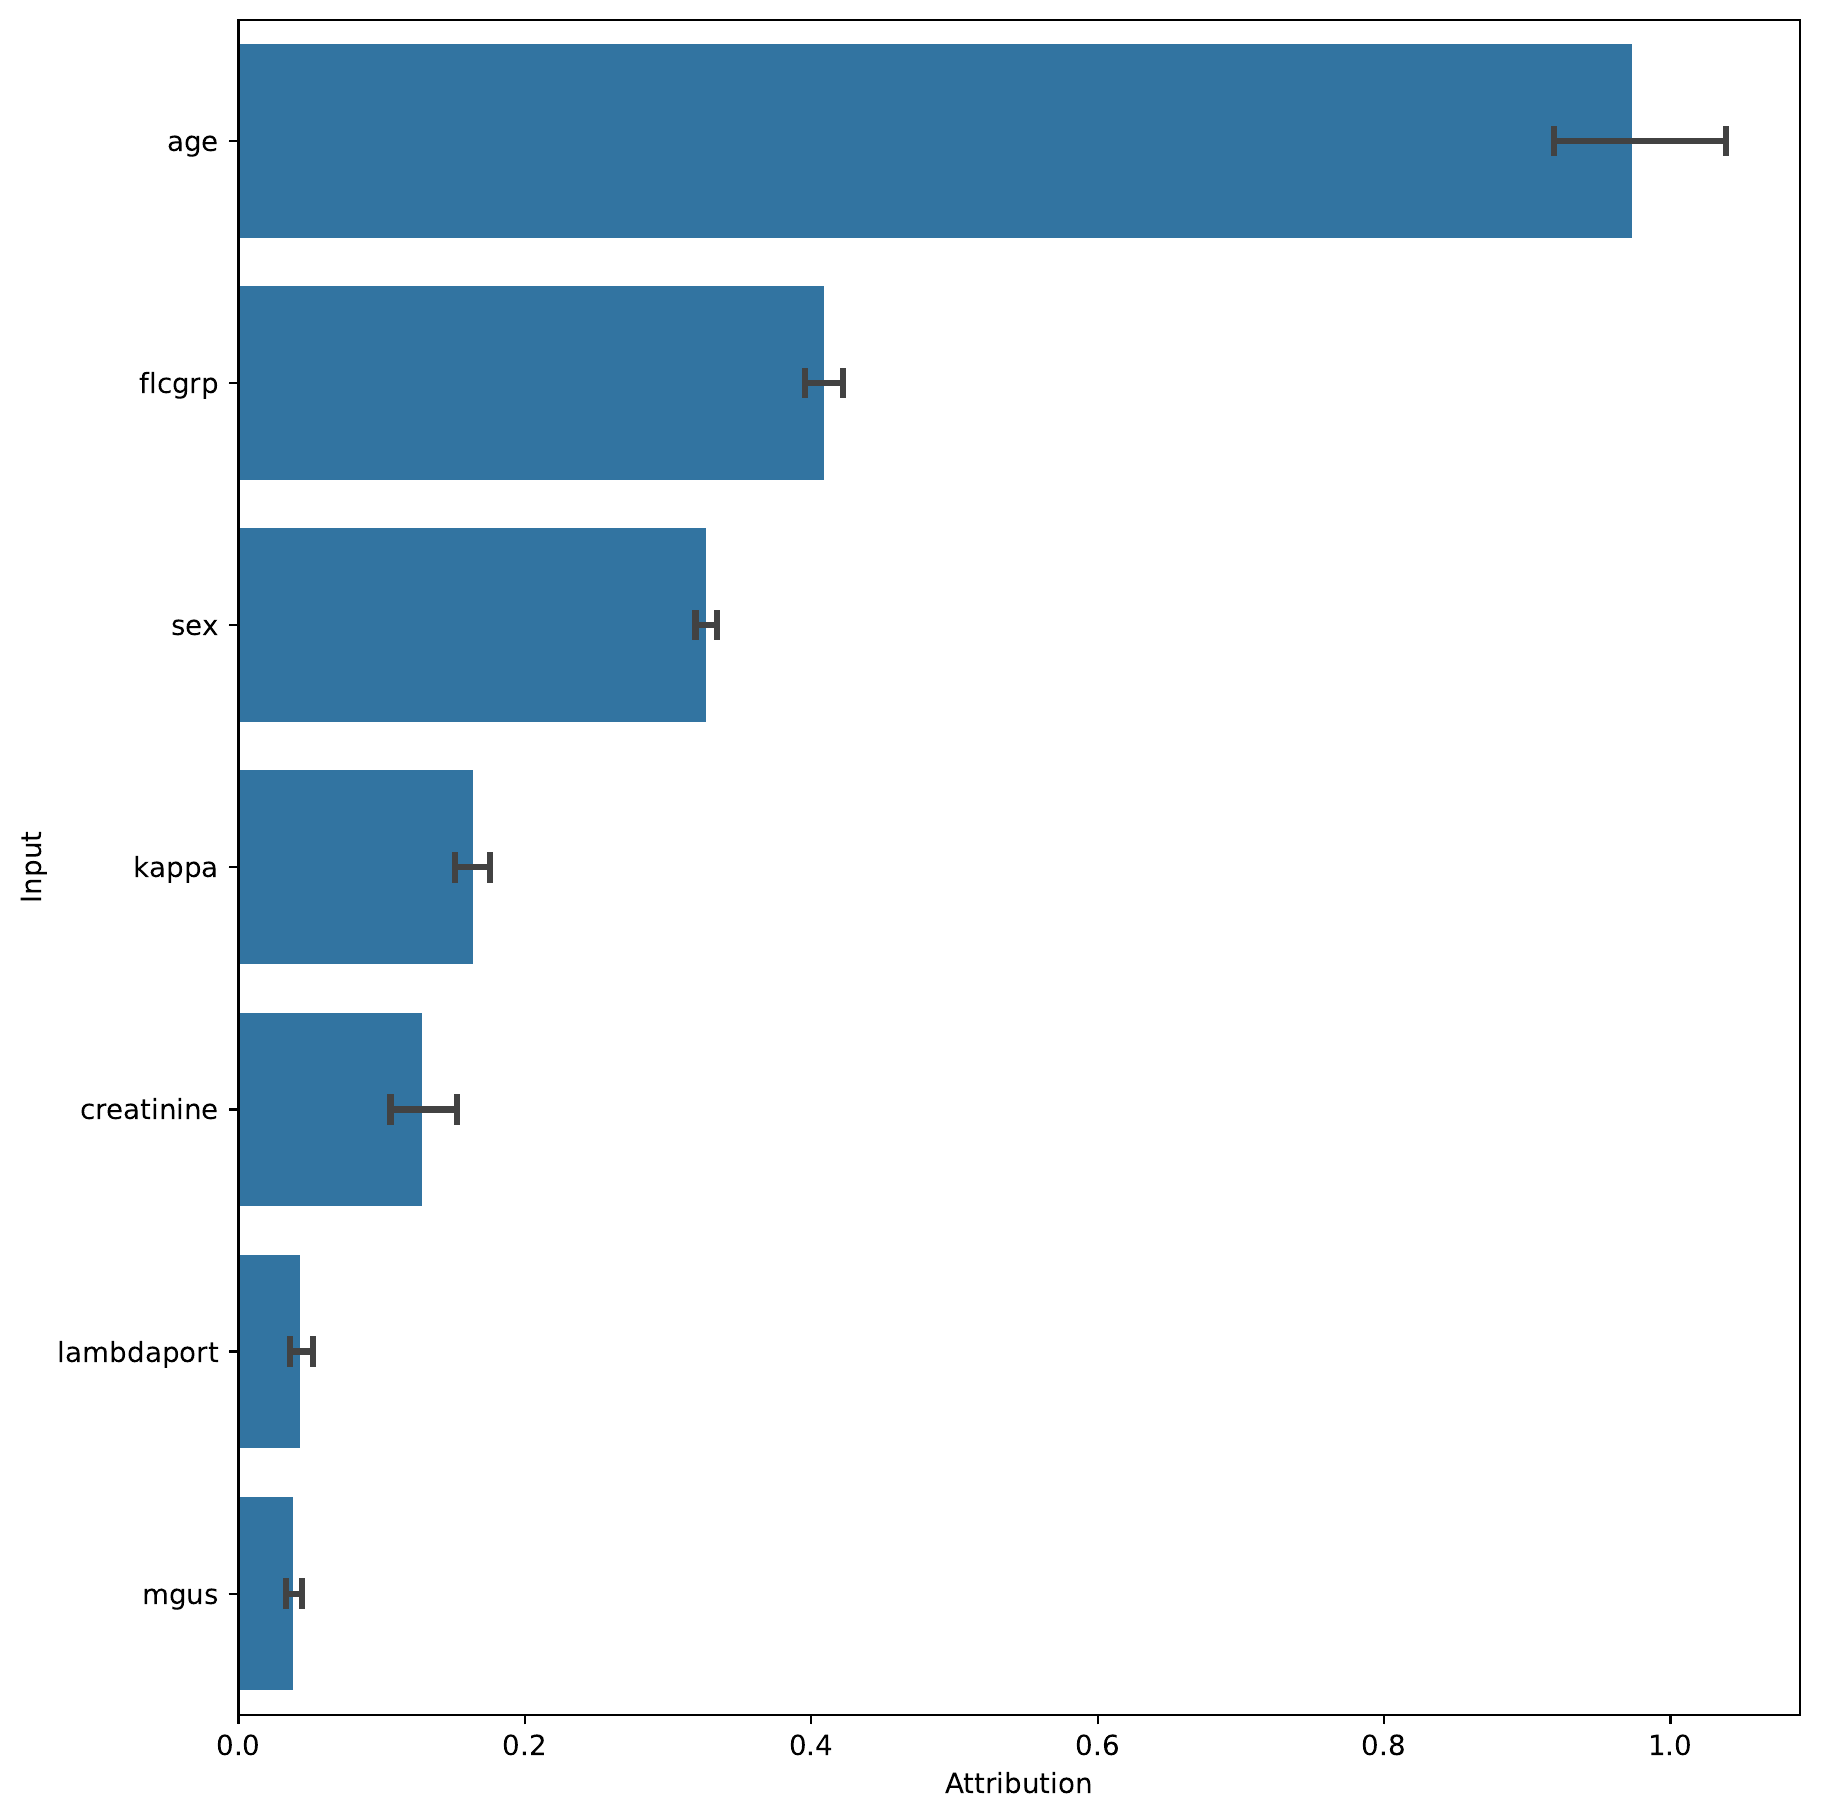 age
flcgrp
sex
kappa
creatinine
lambdaport
mgus
Input
0.0 0.2 0.4 0.6 0.8 1.0
Attribution